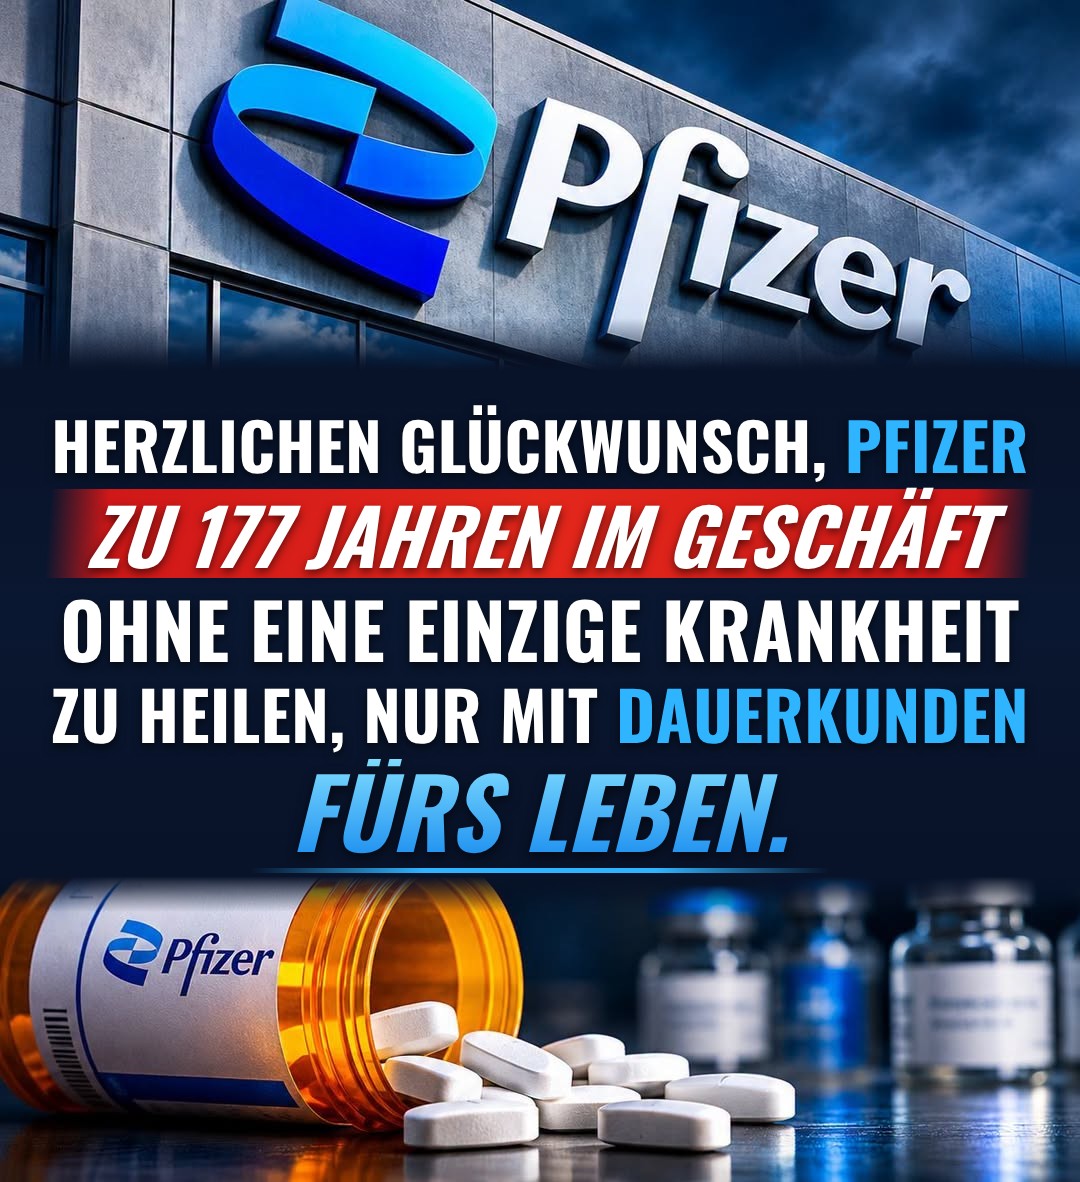 Pfizer
HERZLICHEN GLÜCKWUNSCH, PFIZER
ZU 177 JAHREN IM GESCHÄFT
OHNE EINE EINZIGE KRANKHEIT
ZU HEILEN, NUR MIT DAUERKUNDEN
FÜRS LEBEN.
Pfizer